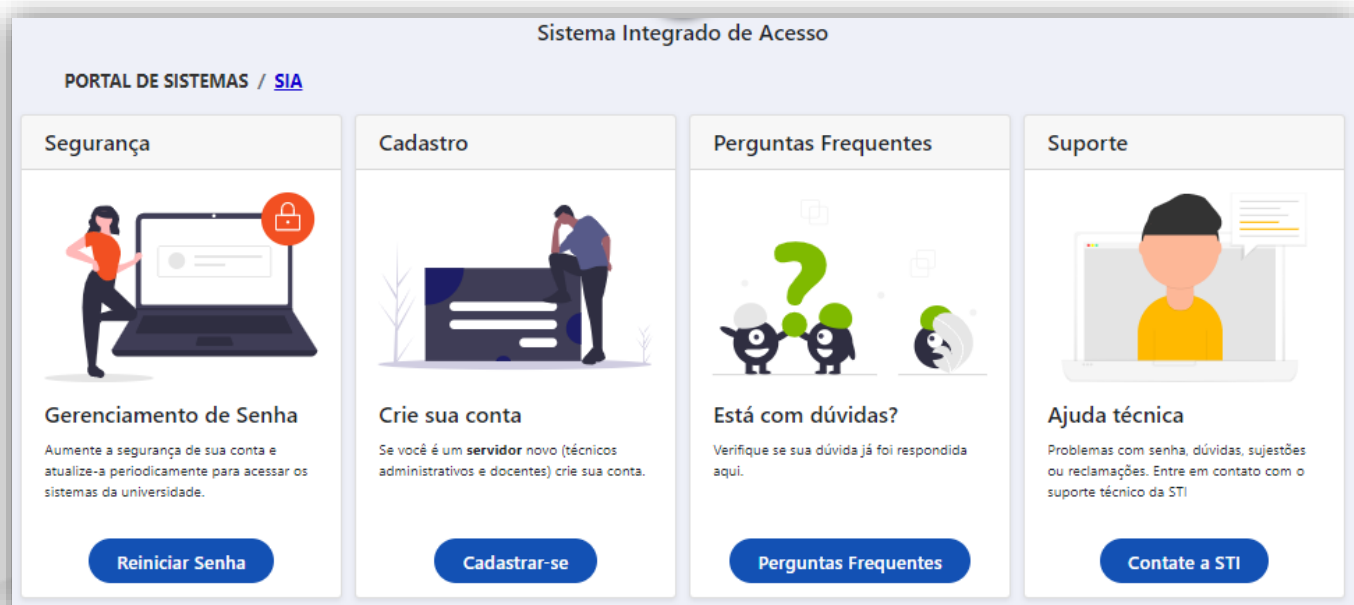 Sistema Integrado de Acesso
PORTAL DE SISTEMAS / SIA
Segurança
Gerenciamento de Senha
Aumente a segurança de sua conta e
atualize-a periodicamente para acessar os
sistemas da universidade.
Reiniciar Senha
Cadastro
Crie sua conta
Se você é um servidor novo (técnicos
administrativos e docentes) crie sua conta.
Cadastrar-se
Perguntas Frequentes
Está com dúvidas?
Verifique se sua dúvida já foi respondida
aqui.
Perguntas Frequentes
Suporte
Ajuda técnica
Problemas com senha, dúvidas, sujestões
ou reclamações. Entre em contato com o
suporte técnico da STI
Contate a STI